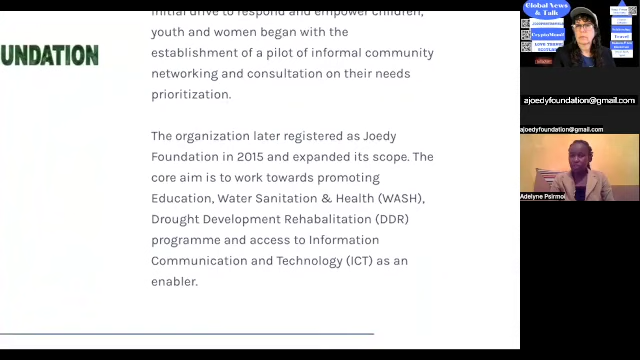 initial drive to respond and empower children,
youth and women began with the
establishment of a pilot of informal community
networking and consultation on their needs
prioritization.
The organization later registered as Joedy
Foundation in 2015 and expanded its scope. The
core aim is to work towards promoting
Education, Water Sanitation & Health (WASH),
Drought Development Rehabalitation (DDR)
programme and access to Information
Communication and Technology (ICT) as an
enabler.
UNDATION
Global News
& Talk
ajoedyfoundation@gmail.com
ajoedyfoundation@gmail.com
Adelyne Psirmoi